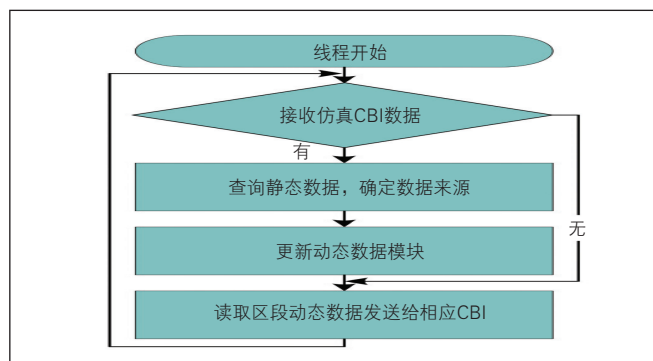 线程开始
接收仿真CBI数据
有
查询静态数据，确定数据来源
无
更新动态数据模块
读取区段动态数据发送给相应CBI